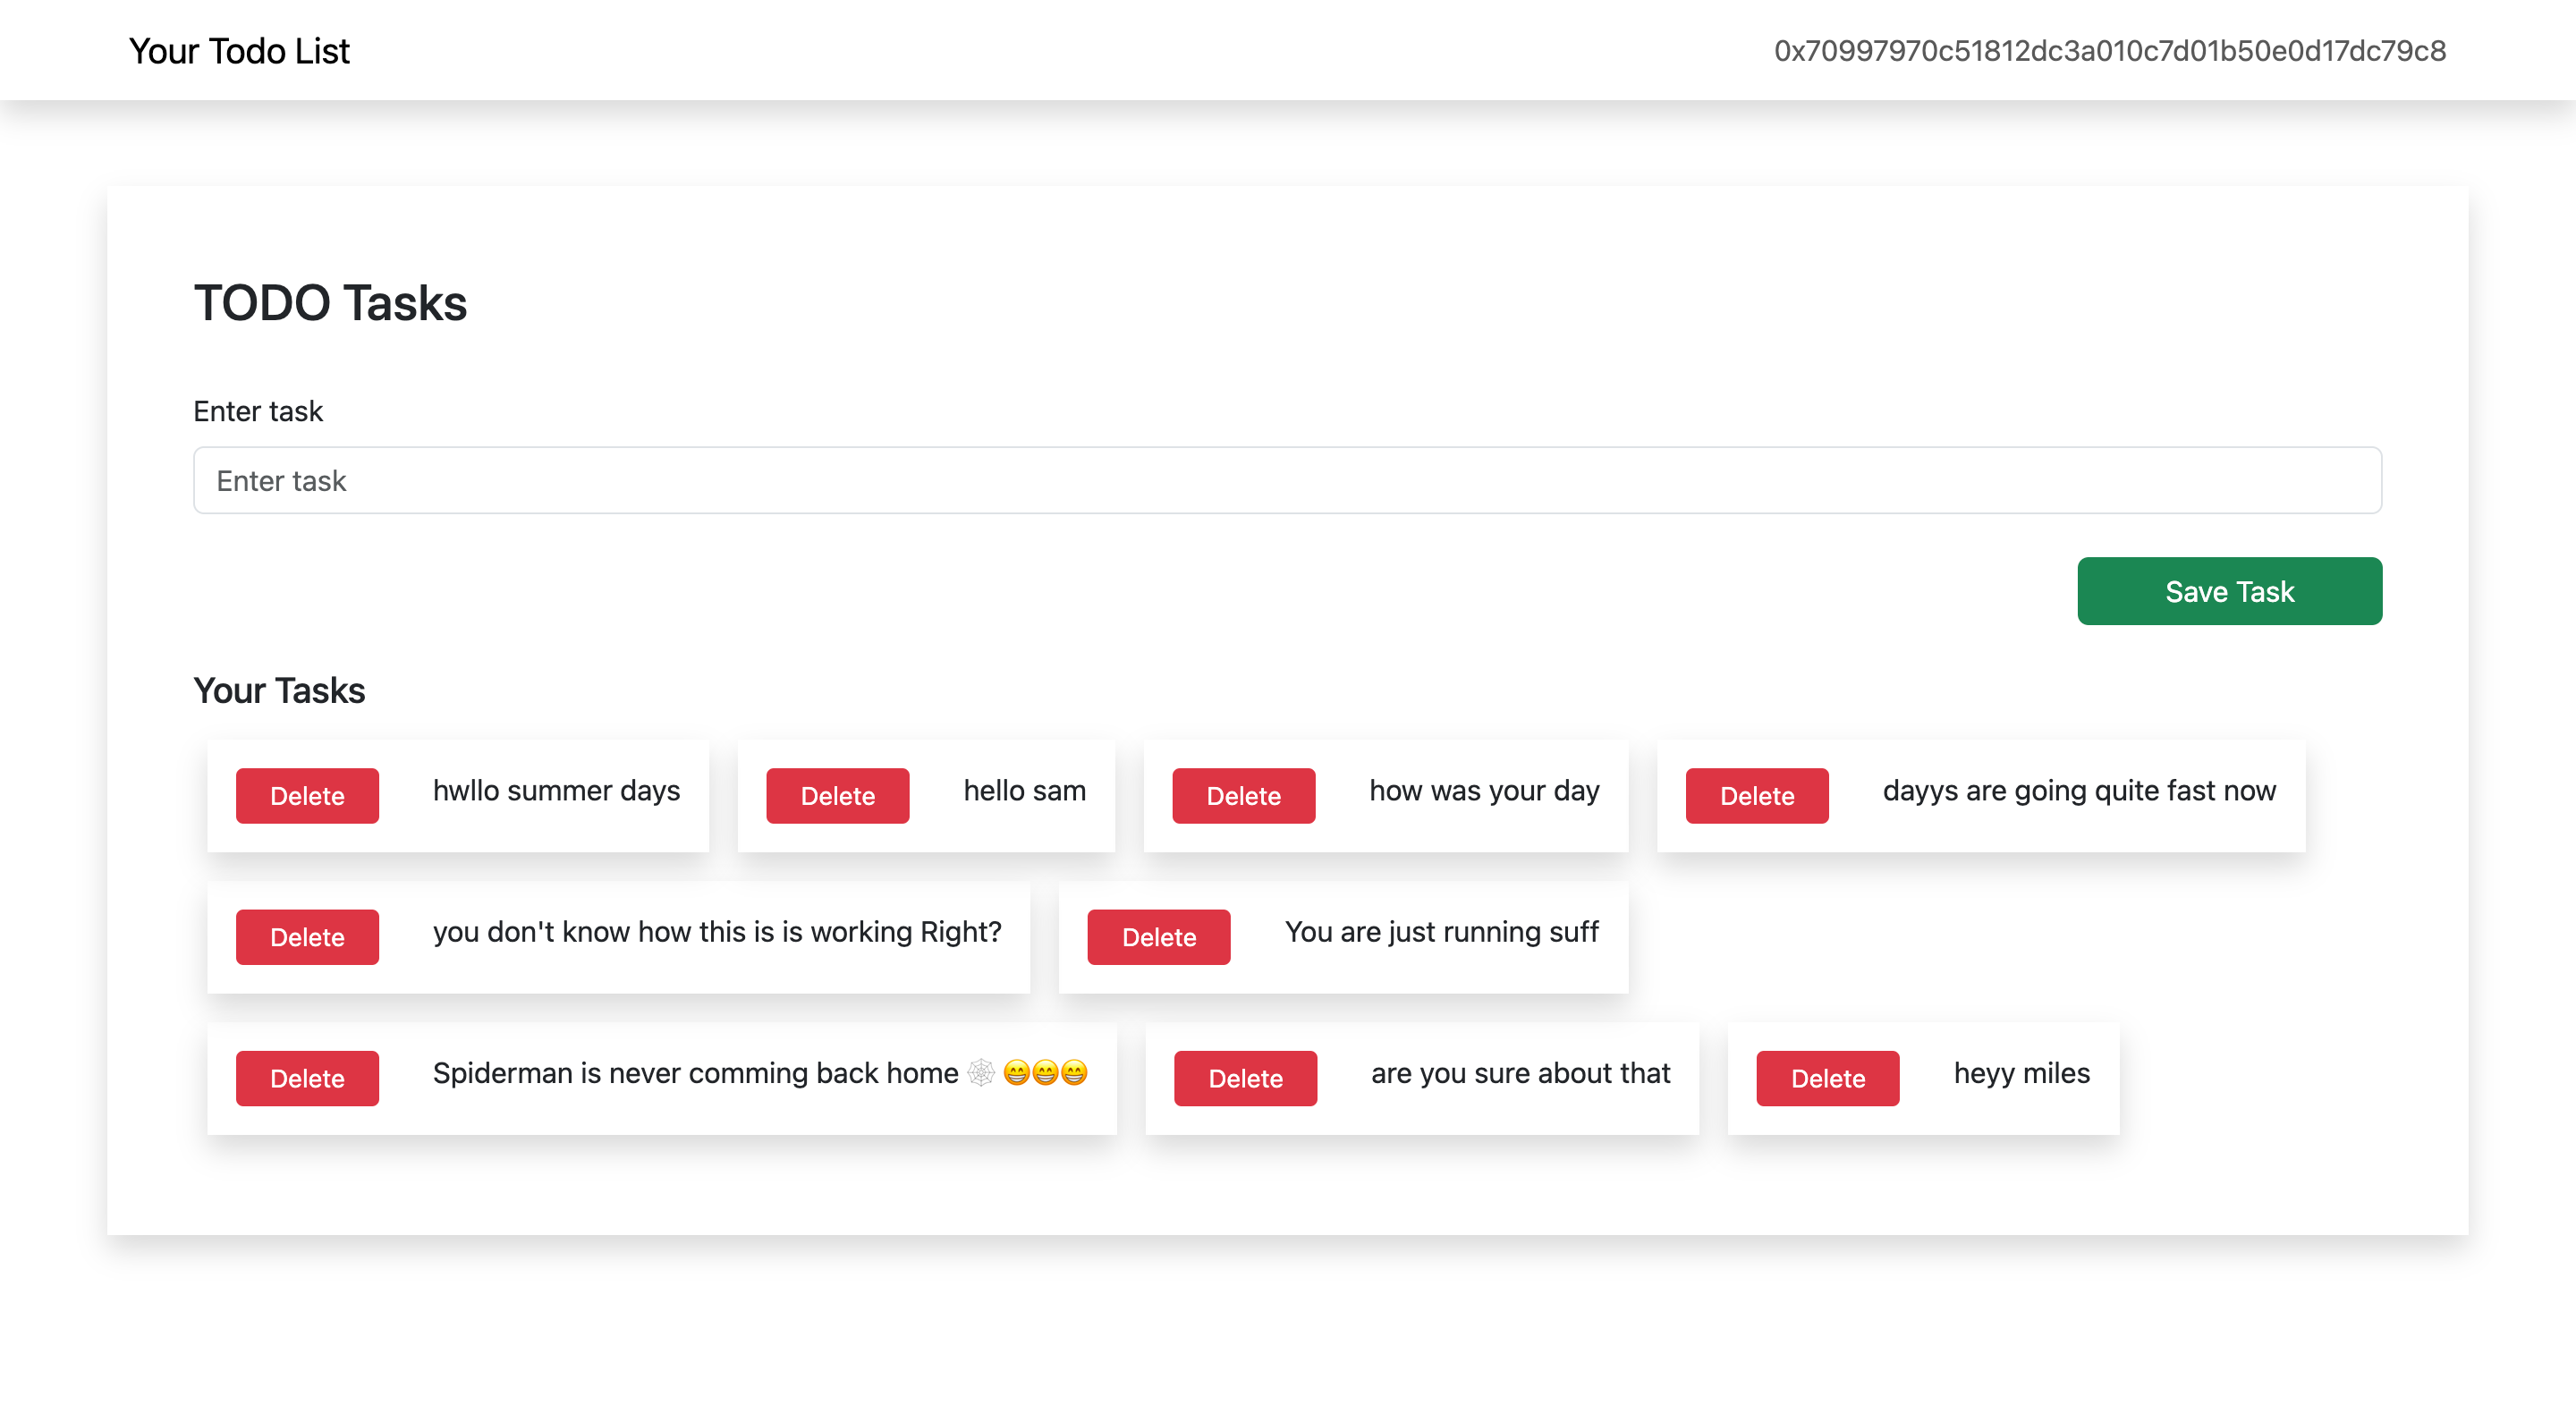 Your Todo List
0x70997970c51812dc3a010c7d01b50e0d17dc79c8
TODO Tasks
Enter task
Enter task
Save Task
Your Tasks
Delete hwllo summer days
Delete hello sam
Delete how was your day
Delete dayys are going quite fast now
Delete you don't know how this is is working Right?
Delete You are just running suff
Delete Spiderman is never comming back home 🕸️ 😁😁😁
Delete are you sure about that
Delete heyy miles